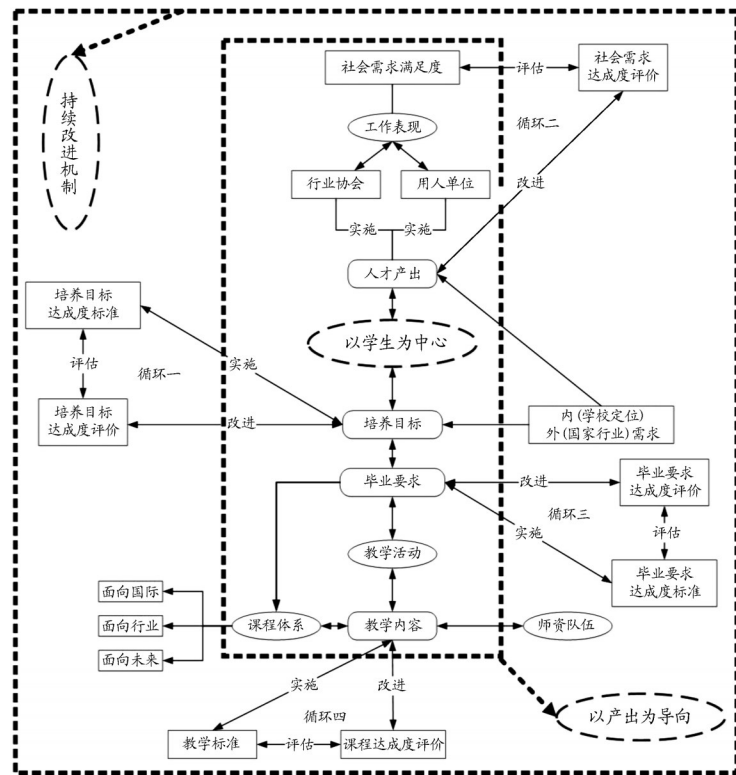 社会需求满足度
评估
社会需求
达成度评价
持续改进机制
工作表现
循环二
行业协会
用人单位
改进
实施
实施
人才产出
培养目标
达成度标准
以学生为中心
评估
循环一
实施
培养目标
达成度评价
改进
培养目标
内(学校定位)
外(国家行业)需求
毕业要求
改进
毕业要求
达成度评价
循环三
实施
评估
教学活动
毕业要求
达成度标准
面向国际
面向行业
面向未来
课程体系
教学内容
师资队伍
实施
改进
循环四
教学标准
评估
课程达成度评价
以产出为导向